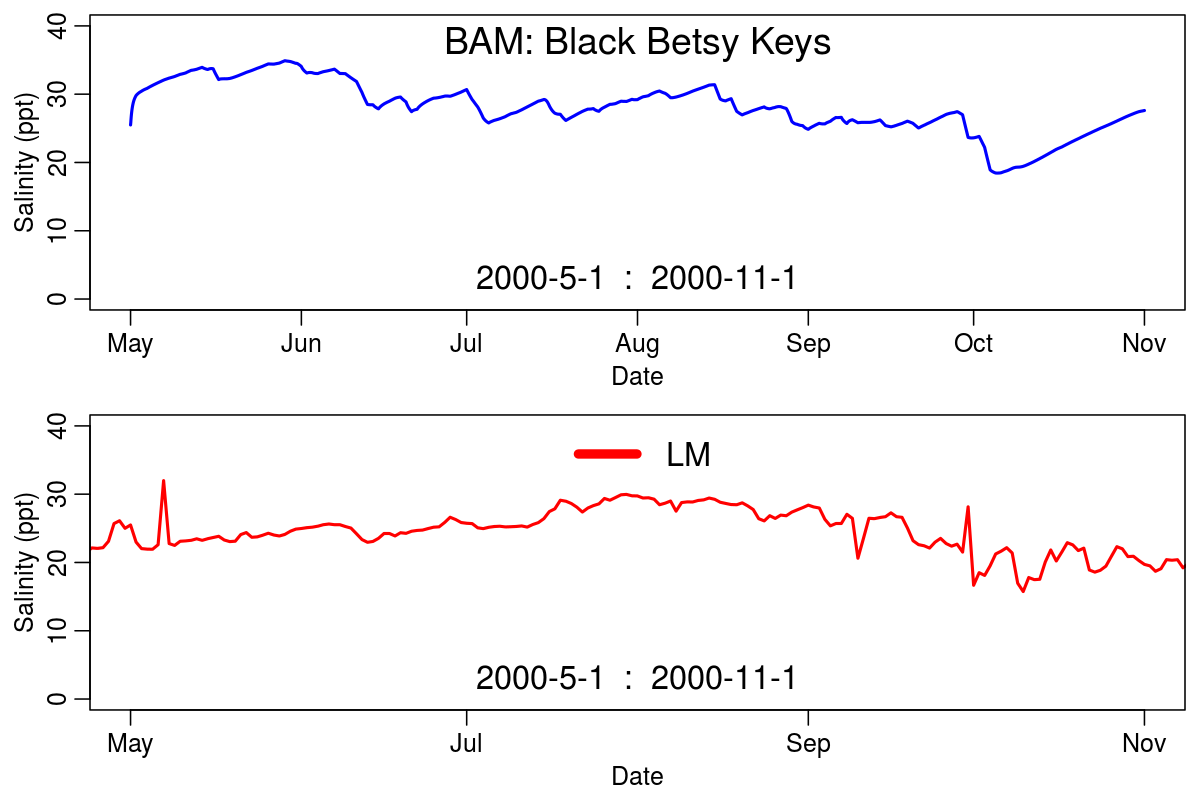 BAM: Black Betsy Keys
Salinity (ppt)
40
30
20
10
0
2000-5-1 : 2000-11-1
May Jun Jul Aug Sep Oct Nov
Date
LM
Salinity (ppt)
40
30
20
10
0
2000-5-1 : 2000-11-1
May Jul Sep Nov
Date